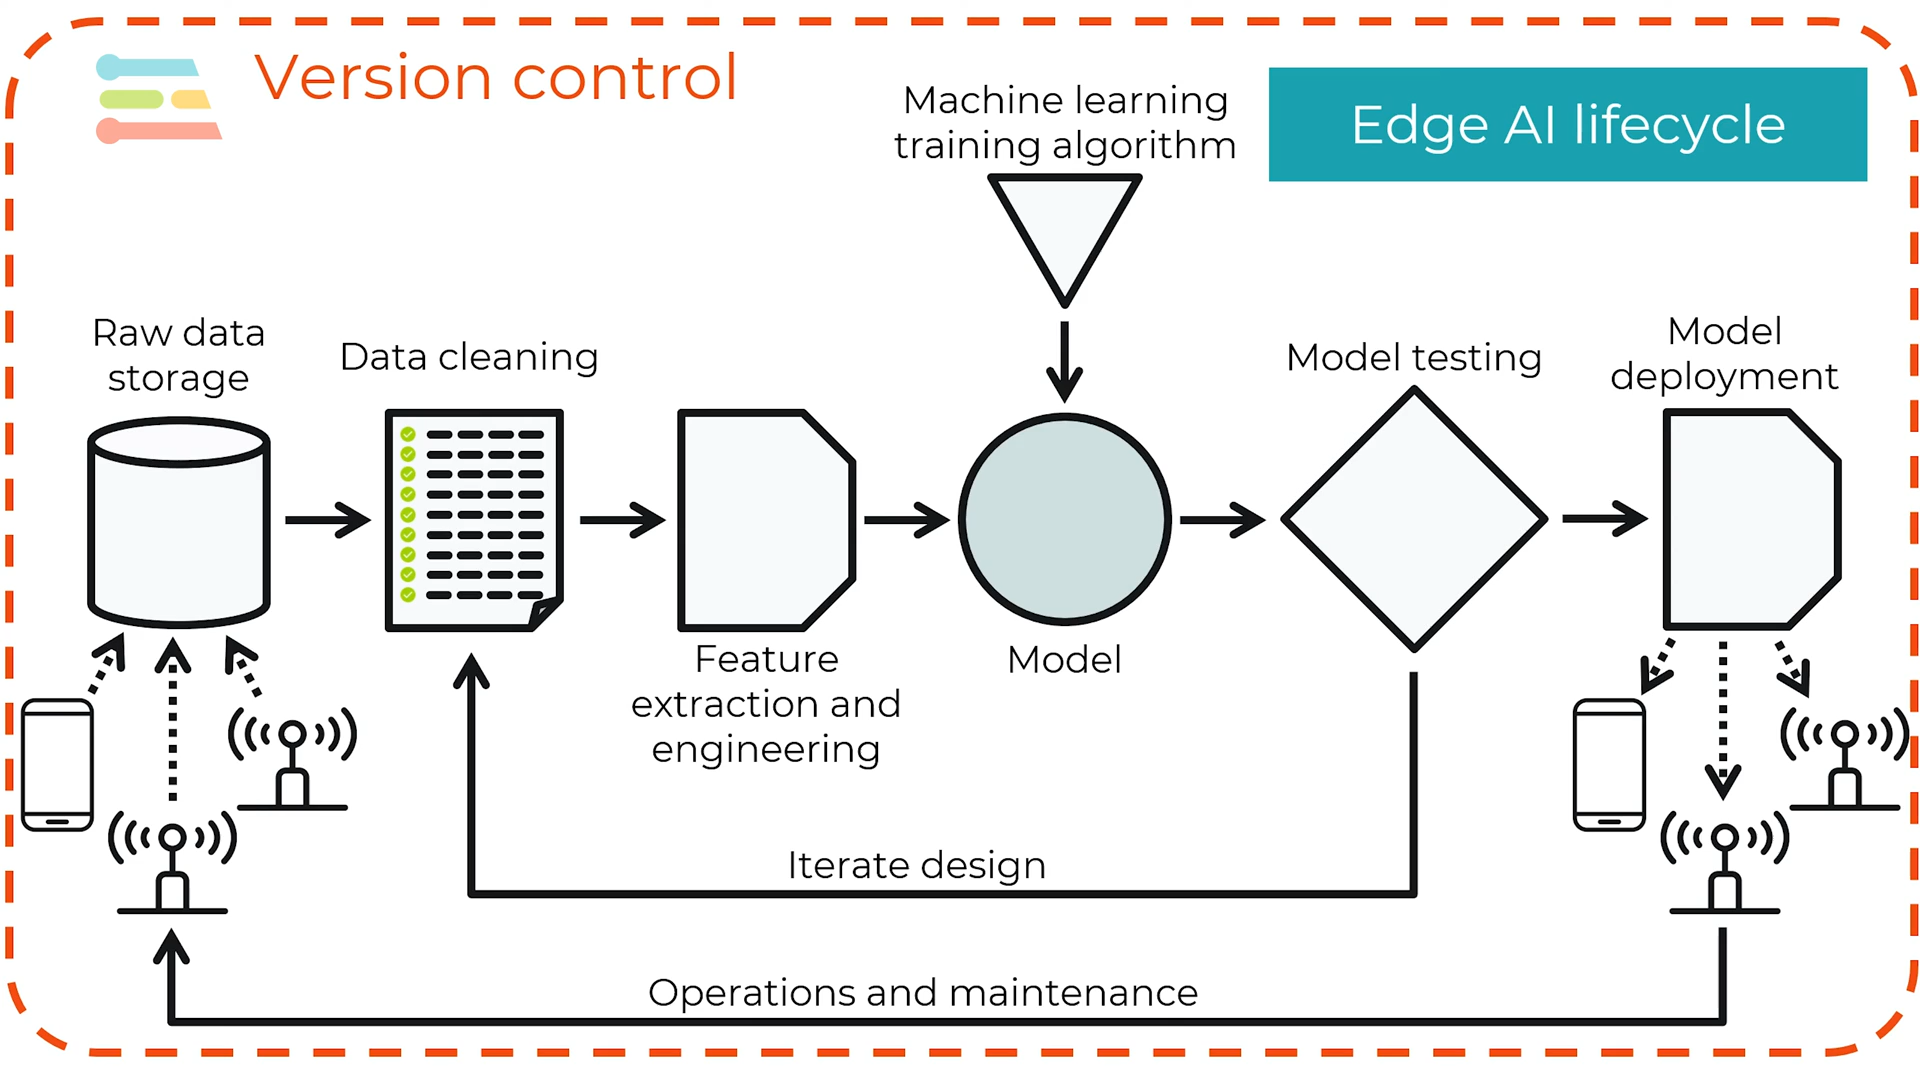 Version control
Edge AI lifecycle
Machine learning
training algorithm
Raw data
storage
Data cleaning
Feature
extraction and
engineering
Model
Model testing
Model
deployment
Iterate design
Operations and maintenance